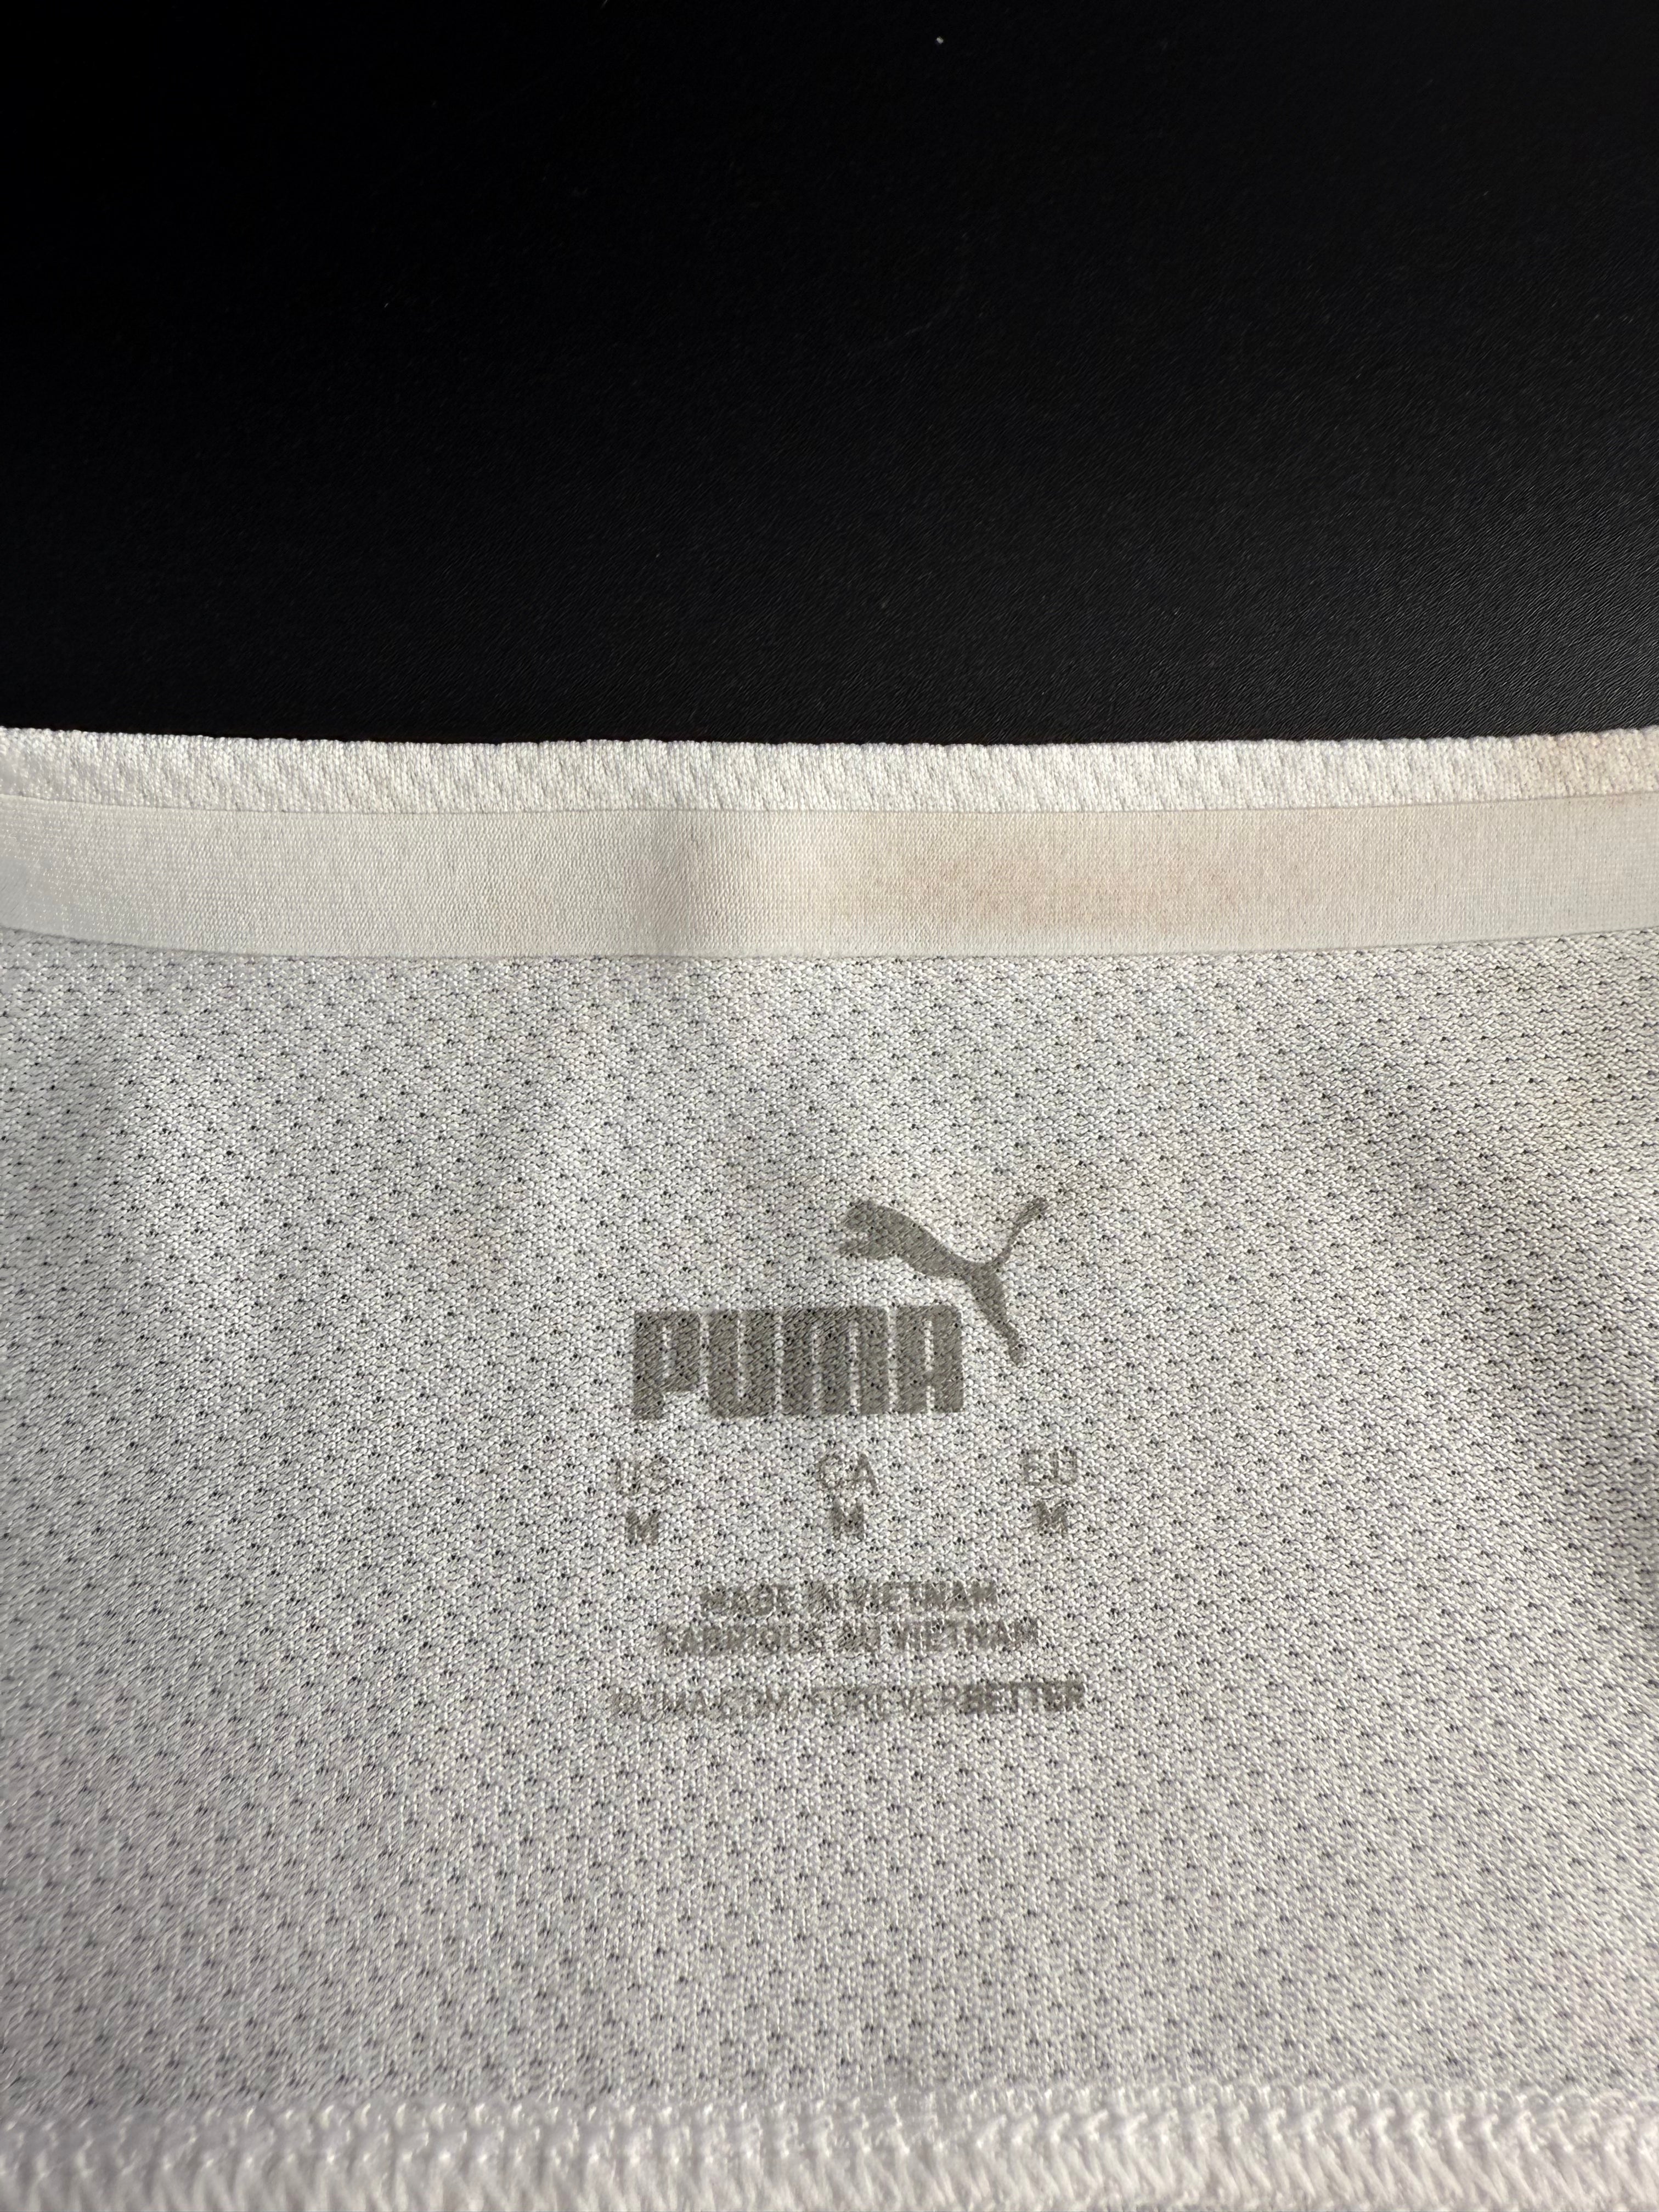 PUMA
US CA EU
M M M
MADE IN VIETNAM
FABRIQUÉ AU VIETNAM
PUMA.COM/FOREVERBETTER